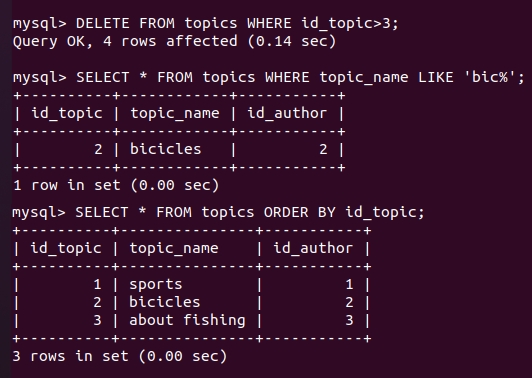 mysql> DELETE FROM topics WHERE id_topic>3;
Query OK, 4 rows affected (0.14 sec)
mysql> SELECT * FROM topics WHERE topic_name LIKE 'bic%';
+----------+------------+-----------+
| id_topic | topic_name | id_author |
+----------+------------+-----------+
|        2 | bicicles   |         2 |
+----------+------------+-----------+
1 row in set (0.00 sec)
mysql> SELECT * FROM topics ORDER BY id_topic;
+----------+---------------+-----------+
| id_topic | topic_name    | id_author |
+----------+---------------+-----------+
|        1 | sports        |         1 |
|        2 | bicicles      |         2 |
|        3 | about fishing |         3 |
+----------+---------------+-----------+
3 rows in set (0.00 sec)